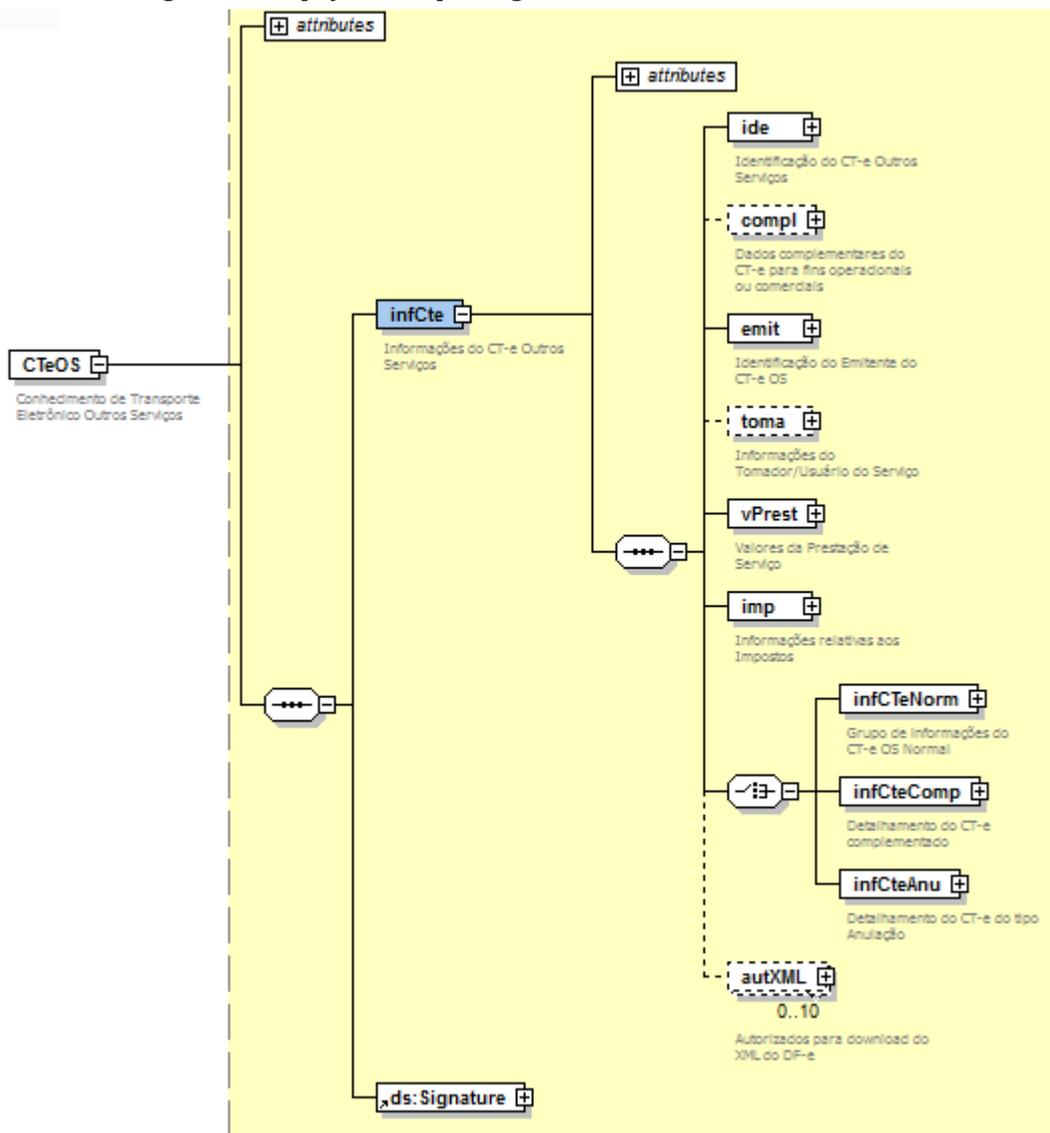 attributes
attributes
ide
Identificação do CT-e Outros
Serviços
compl
Dados complementares do
CT-e para fins operacionais
ou comerciais
infCte
Informações do CT-e Outros
Serviços
emit
Identificação do Emitente do
CT-e OS
CTeOS
Conhecimento de Transporte
Eletrônico Outros Serviços
toma
Informações do
Tomador/Usuário do Serviço
vPrest
Valores da Prestação de
Serviço
imp
Informações relativas aos
Impostos
infCTeNorm
Grupo de Informações do
CT-e OS Normal
infCteComp
Detalhamento do CT-e
complementado
infCteAnu
Detalhamento do CT-e do tipo
Anulação
autXML
0..10
Autorizados para download do
XML do DF-e
ds:Signature